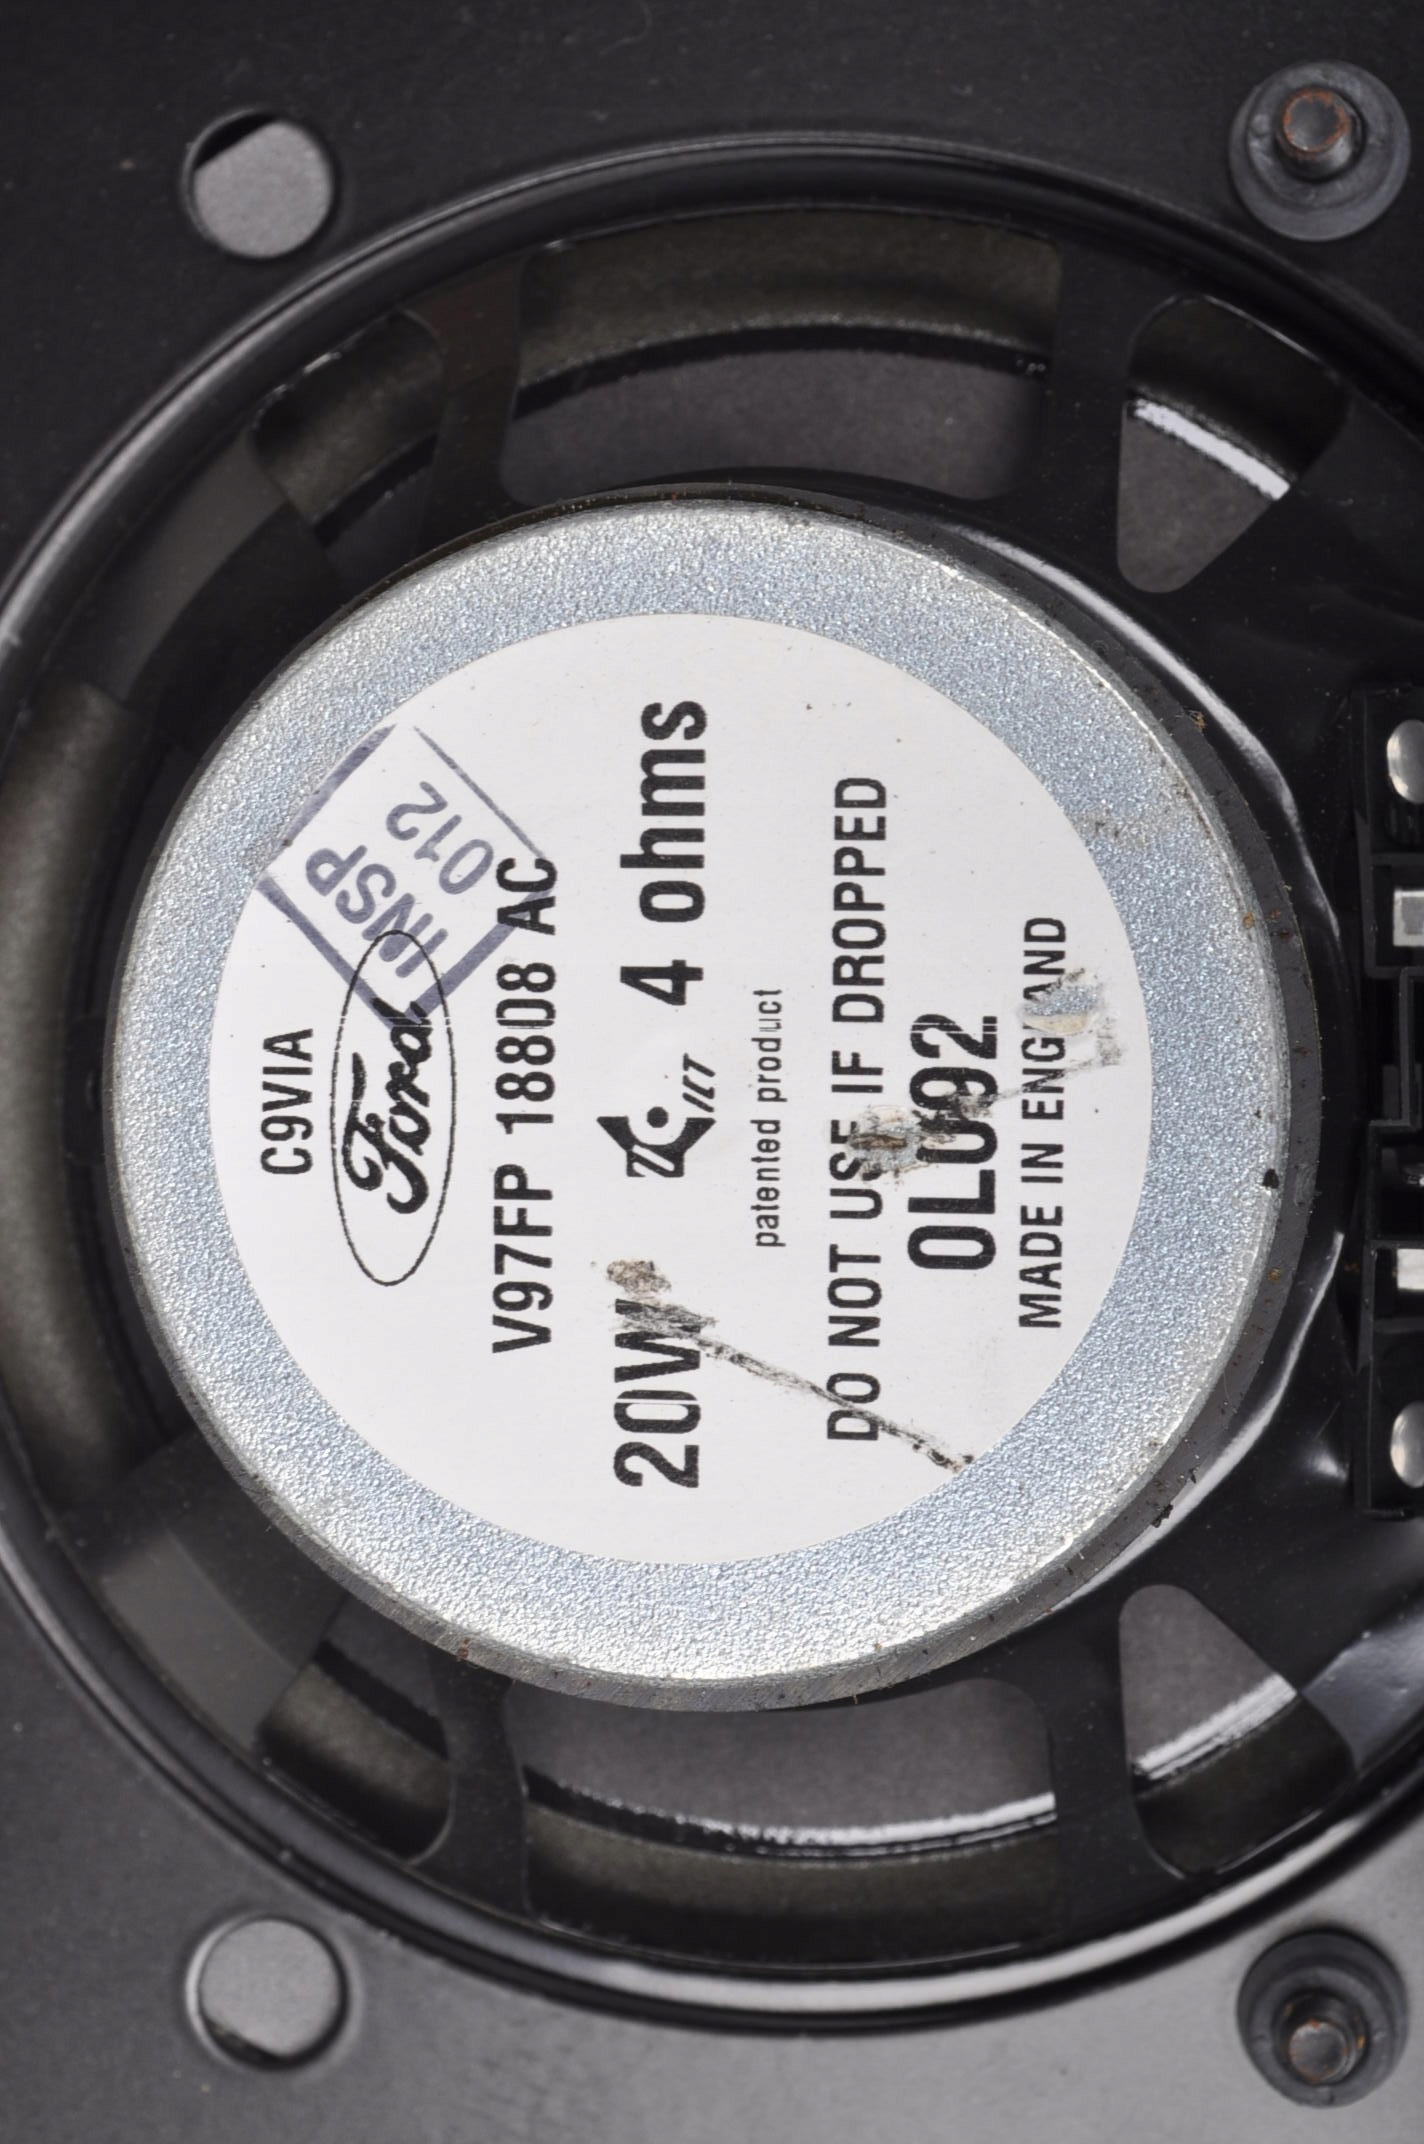 C9VIA
Ford
INSP
012
V97FP 18808 AC
20W 4 ohms
patented product
DO NOT USE IF DROPPED
0L092
MADE IN ENGLAND